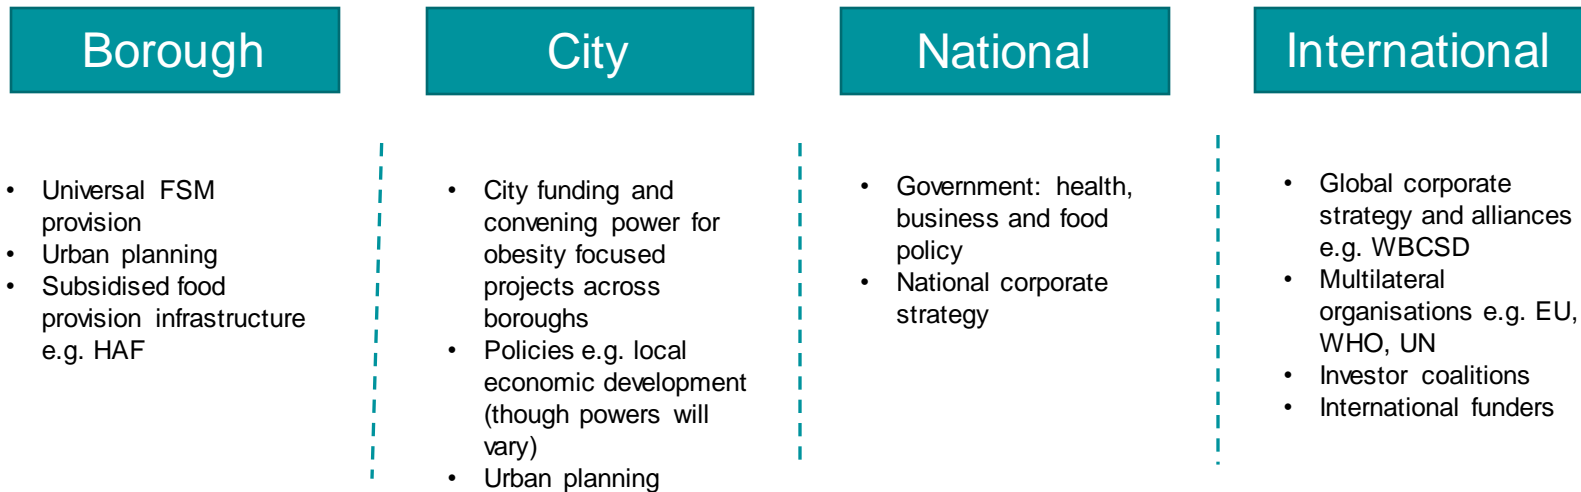 Borough
• Universal FSM
provision
• Urban planning
• Subsidised food
provision infrastructure
e.g. HAF
City
• City funding and
convening power for
obesity focused
projects across
boroughs
• Policies e.g. local
economic development
(though powers will
vary)
• Urban planning
National
• Government: health,
business and food
policy
• National corporate
strategy
International
• Global corporate
strategy and alliances
e.g. WBCSD
• Multilateral
organisations e.g. EU,
WHO, UN
• Investor coalitions
• International funders